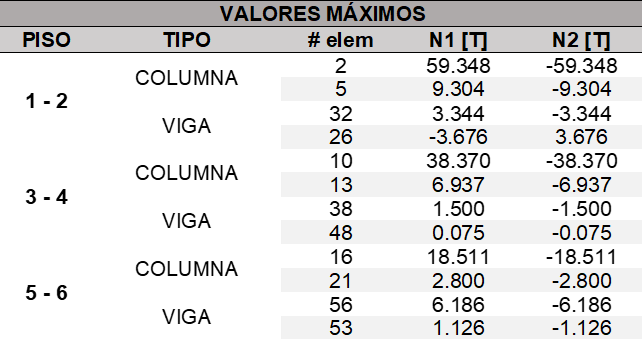 VALORES MÁXIMOS
PISO TIPO # elem N1 [T] N2 [T]
1 - 2 COLUMNA 2 59.348 -59.348
5 9.304 -9.304
VIGA 32 3.344 -3.344
26 -3.676 3.676
3 - 4 COLUMNA 10 38.370 -38.370
13 6.937 -6.937
VIGA 38 1.500 -1.500
48 0.075 -0.075
5 - 6 COLUMNA 16 18.511 -18.511
21 2.800 -2.800
VIGA 56 6.186 -6.186
53 1.126 -1.126